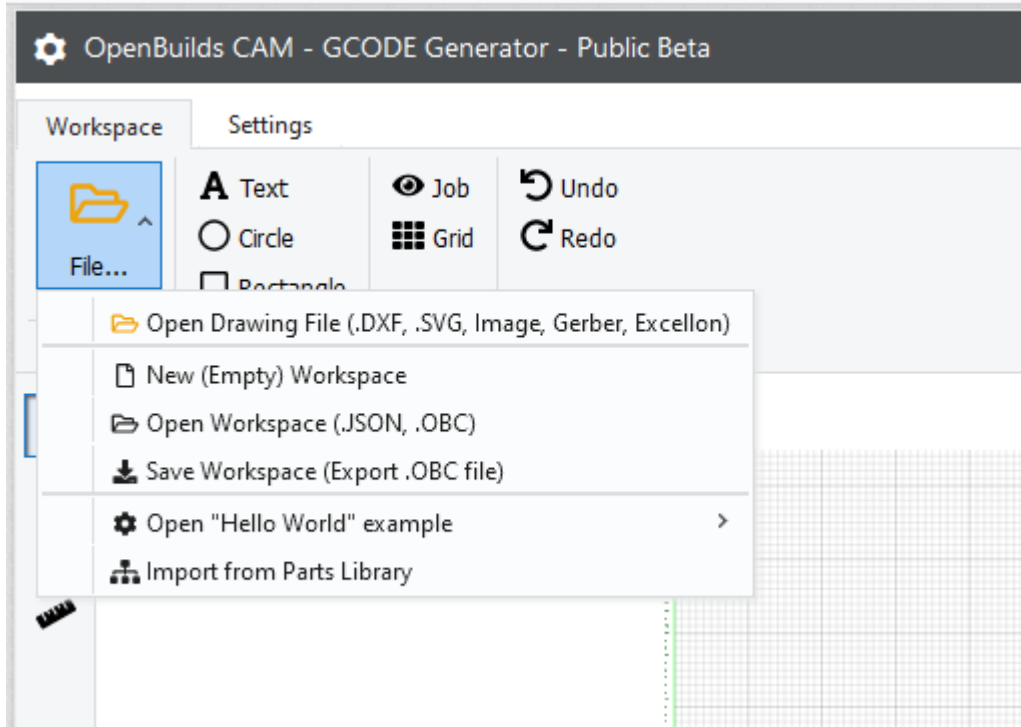 OpenBuilds CAM - GCODE Generator - Public Beta
Workspace
Settings
File...
Text
Circle
Rectangle
Job
Grid
Undo
Redo
Open Drawing File (.DXF, .SVG, Image, Gerber, Excellon)
New (Empty) Workspace
Open Workspace (.JSON, .OBC)
Save Workspace (Export .OBC file)
Open "Hello World" example
Import from Parts Library